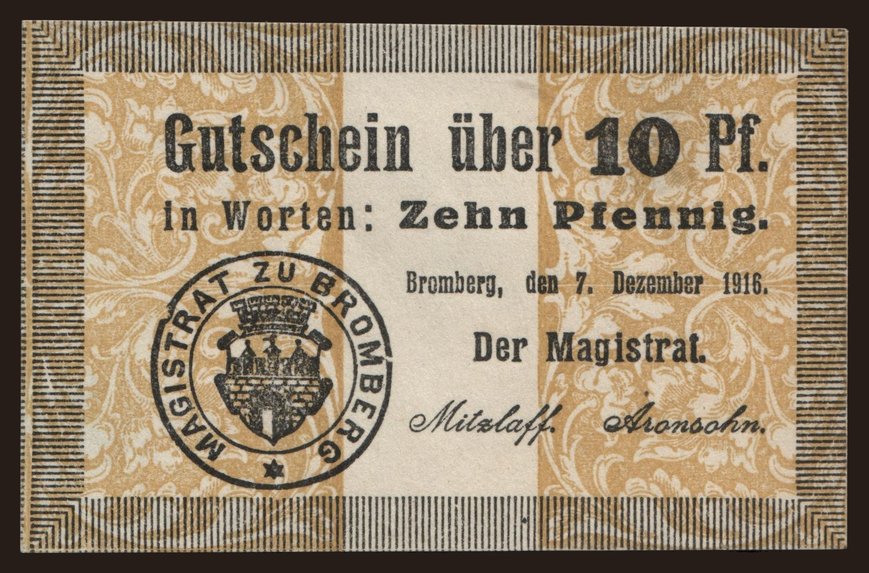 Gutschein über 10 Pf.
in Worten: Zehn Pfennig.
Bromberg, den 7. Dezember 1916.
Der Magistrat.
Mitzlaff. Aronsohn.
MAGISTRAT ZU BROMBERG